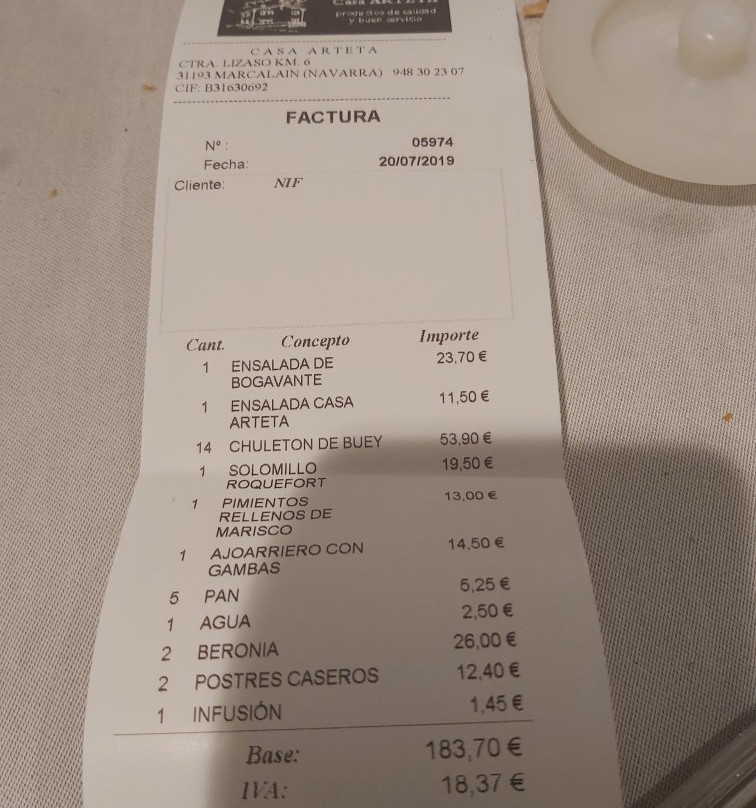 Casa ARTETA
productos de calidad
y buen servicio
CASA ARTETA
CTRA. LIZASO KM. 6
31193 MARCALAIN (NAVARRA) 948 30 23 07
CIF: B31630692
FACTURA
Nº : 05974
Fecha: 20/07/2019
Cliente: NIF
Cant. Concepto Importe
1 ENSALADA DE 23,70 €
BOGAVANTE
1 ENSALADA CASA 11,50 €
ARTETA
14 CHULETON DE BUEY 53,90 €
1 SOLOMILLO 19,50 €
ROQUEFORT
1 PIMIENTOS 13,00 €
RELLENOS DE
MARISCO
1 AJOARRIERO CON 14,50 €
GAMBAS
5 PAN 5,25 €
1 AGUA 2,50 €
2 BERONIA 26,00 €
2 POSTRES CASEROS 12,40 €
1 INFUSIÓN 1,45 €
Base: 183,70 €
IVA: 18,37 €